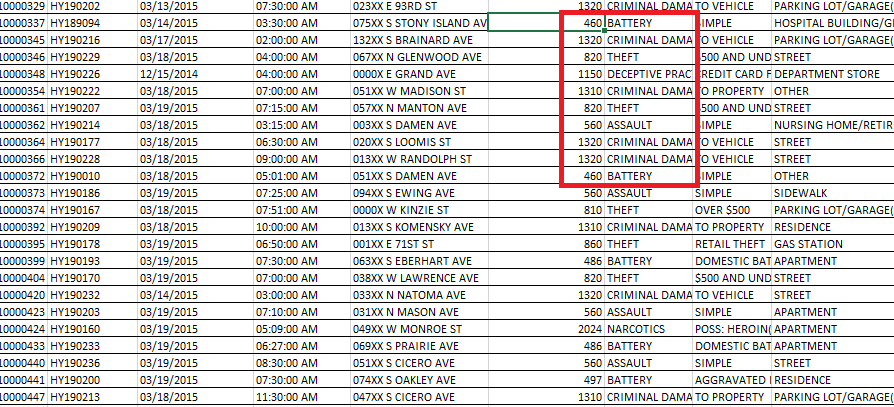 10000329 HY190202 03/13/2015 07:30:00 AM 023XX E 93RD ST 1320 CRIMINAL DAMA TO VEHICLE PARKING LOT/GARAGE(
10000337 HY189094 03/14/2015 03:30:00 AM 075XX S STONY ISLAND AV 460 BATTERY SIMPLE HOSPITAL BUILDING/G
10000345 HY190216 03/17/2015 02:00:00 AM 132XX S BRAINARD AVE 1320 CRIMINAL DAMA TO VEHICLE PARKING LOT/GARAGE(
10000346 HY190229 03/18/2015 04:00:00 AM 067XX N GLENWOOD AVE 820 THEFT $500 AND UND STREET
10000348 HY190226 12/15/2014 04:00:00 AM 0000X E GRAND AVE 1150 DECEPTIVE PRAC CREDIT CARD F DEPARTMENT STORE
10000354 HY190222 03/18/2015 07:00:00 AM 051XX W MADISON ST 1310 CRIMINAL DAMA TO PROPERTY OTHER
10000361 HY190207 03/19/2015 07:15:00 AM 057XX N MANTON AVE 820 THEFT $500 AND UND STREET
10000362 HY190214 03/18/2015 03:15:00 AM 003XX S DAMEN AVE 560 ASSAULT SIMPLE NURSING HOME/RETIR
10000364 HY190177 03/18/2015 06:30:00 AM 020XX S LOOMIS ST 1320 CRIMINAL DAMA TO VEHICLE STREET
10000366 HY190228 03/18/2015 09:00:00 AM 013XX W RANDOLPH ST 1320 CRIMINAL DAMA TO VEHICLE STREET
10000372 HY190010 03/18/2015 05:01:00 AM 051XX S DAMEN AVE 460 BATTERY SIMPLE OTHER
10000373 HY190186 03/19/2015 07:25:00 AM 094XX S EWING AVE 560 ASSAULT SIMPLE SIDEWALK
10000374 HY190167 03/18/2015 07:51:00 AM 0000X W KINZIE ST 810 THEFT OVER $500 PARKING LOT/GARAGE(
10000392 HY190209 03/18/2015 10:00:00 AM 013XX S KOMENSKY AVE 1310 CRIMINAL DAMA TO PROPERTY RESIDENCE
10000395 HY190178 03/19/2015 06:50:00 AM 001XX E 71ST ST 860 THEFT RETAIL THEFT GAS STATION
10000399 HY190193 03/19/2015 07:30:00 AM 063XX S EBERHART AVE 486 BATTERY DOMESTIC BAT APARTMENT
10000404 HY190170 03/18/2015 07:00:00 AM 038XX W LAWRENCE AVE 820 THEFT $500 AND UND STREET
10000420 HY190232 03/14/2015 03:00:00 AM 033XX N NATOMA AVE 1320 CRIMINAL DAMA TO VEHICLE STREET
10000423 HY190203 03/19/2015 07:10:00 AM 031XX N MASON AVE 560 ASSAULT SIMPLE APARTMENT
10000424 HY190160 03/19/2015 05:09:00 AM 049XX W MONROE ST 2024 NARCOTICS POSS: HEROIN( APARTMENT
10000433 HY190233 03/19/2015 06:27:00 AM 069XX S PRAIRIE AVE 486 BATTERY DOMESTIC BAT APARTMENT
10000440 HY190236 03/19/2015 08:30:00 AM 051XX S CICERO AVE 560 ASSAULT SIMPLE STREET
10000441 HY190200 03/19/2015 07:30:00 AM 074XX S OAKLEY AVE 497 BATTERY AGGRAVATED RESIDENCE
10000447 HY190213 03/18/2015 11:30:00 AM 047XX S CICERO AVE 1310 CRIMINAL DAMA TO PROPERTY PARKING LOT/GARAGE(